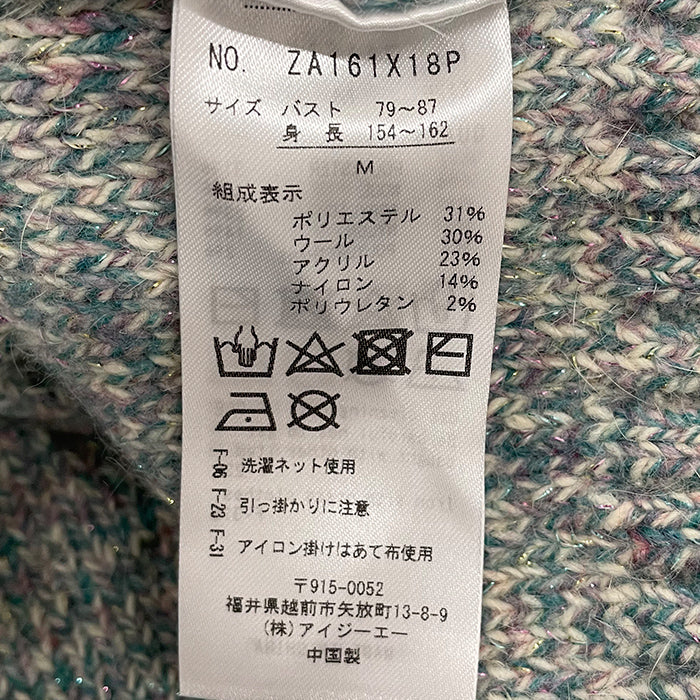 NO. ZA161X18P
サイズ バスト 79～87
身長 154～162
M
組成表示
ポリエステル 31%
ウール 30%
アクリル 23%
ナイロン 14%
ポリウレタン 2%
F-06 洗濯ネット使用
F-23 引っ掛かりに注意
F-31 アイロン掛けはあて布使用
〒915-0052
福井県越前市矢放町13-8-9
(株)アイジーエー
中国製